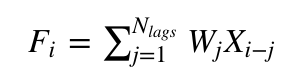 $F_i = \sum_{j=1}^{N_{lags}} W_j X_{i-j}$